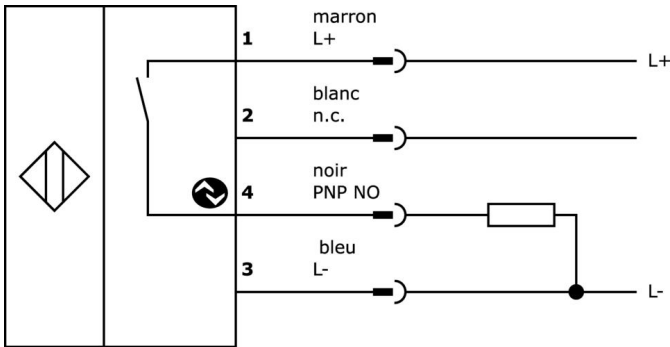 marron
1 L+ L+
blanc
2 n.c.
noir
4 PNP NO
bleu
3 L- L-